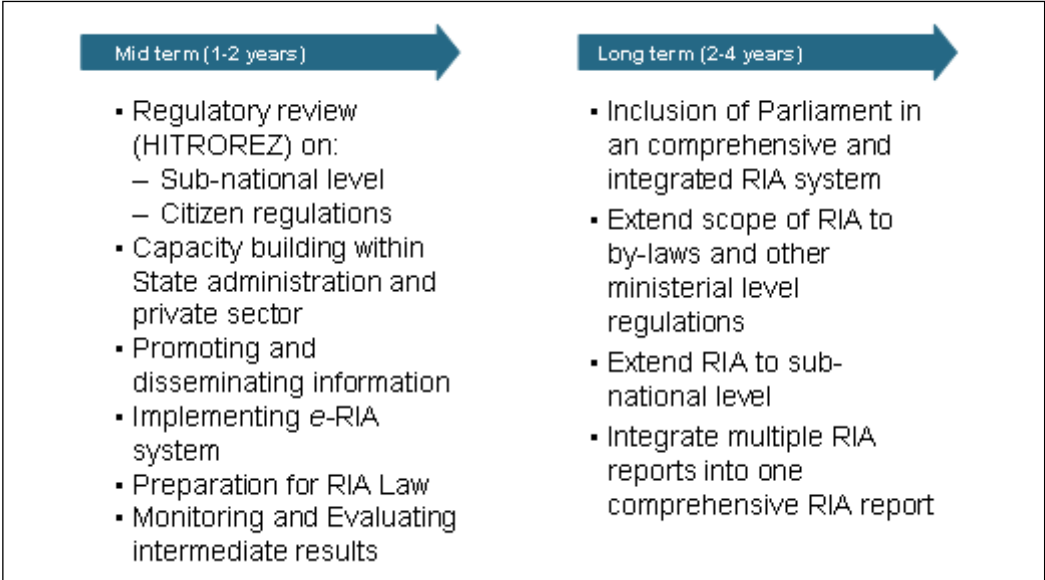 Mid term (1-2 years)
▪ Regulatory review
(HITROREZ) on:
– Sub-national level
– Citizen regulations
▪ Capacity building within
State administration and
private sector
▪ Promoting and
disseminating information
▪ Implementing e-RIA
system
▪ Preparation for RIA Law
▪ Monitoring and Evaluating
intermediate results
Long term (2-4 years)
▪ Inclusion of Parliament in
an comprehensive and
integrated RIA system
▪ Extend scope of RIA to
by-laws and other
ministerial level
regulations
▪ Extend RIA to sub-
national level
▪ Integrate multiple RIA
reports into one
comprehensive RIA report